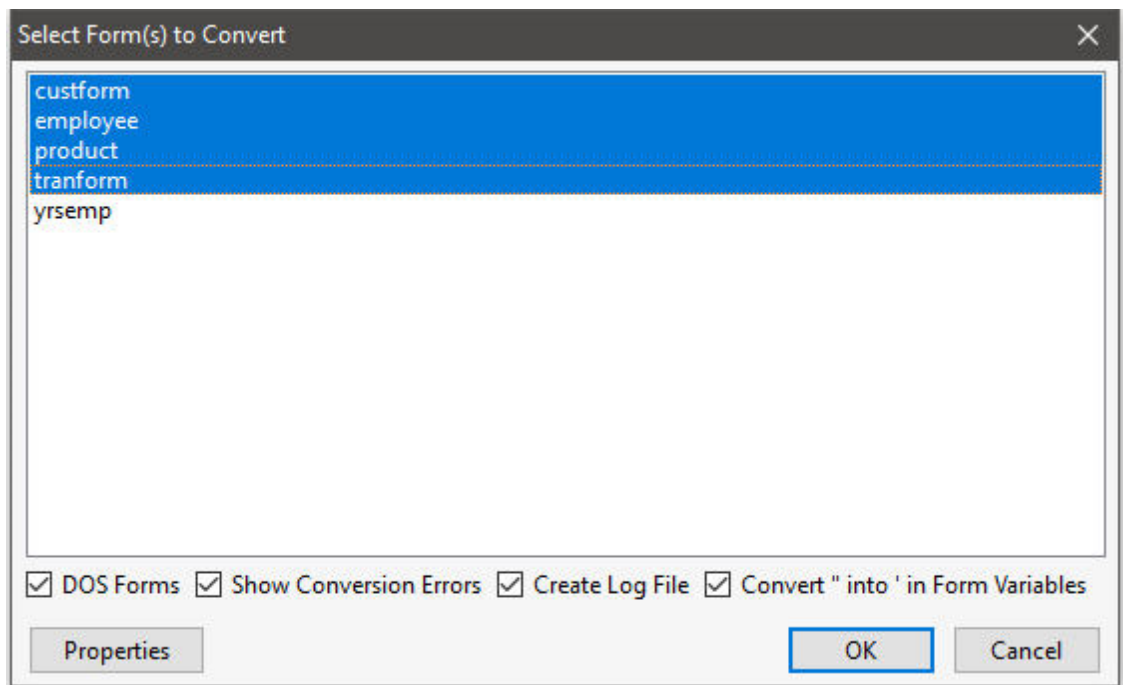 Select Form(s) to Convert
custform
employee
product
tranform
yrsemp
DOS Forms Show Conversion Errors Create Log File Convert " into ' in Form Variables
Properties OK Cancel